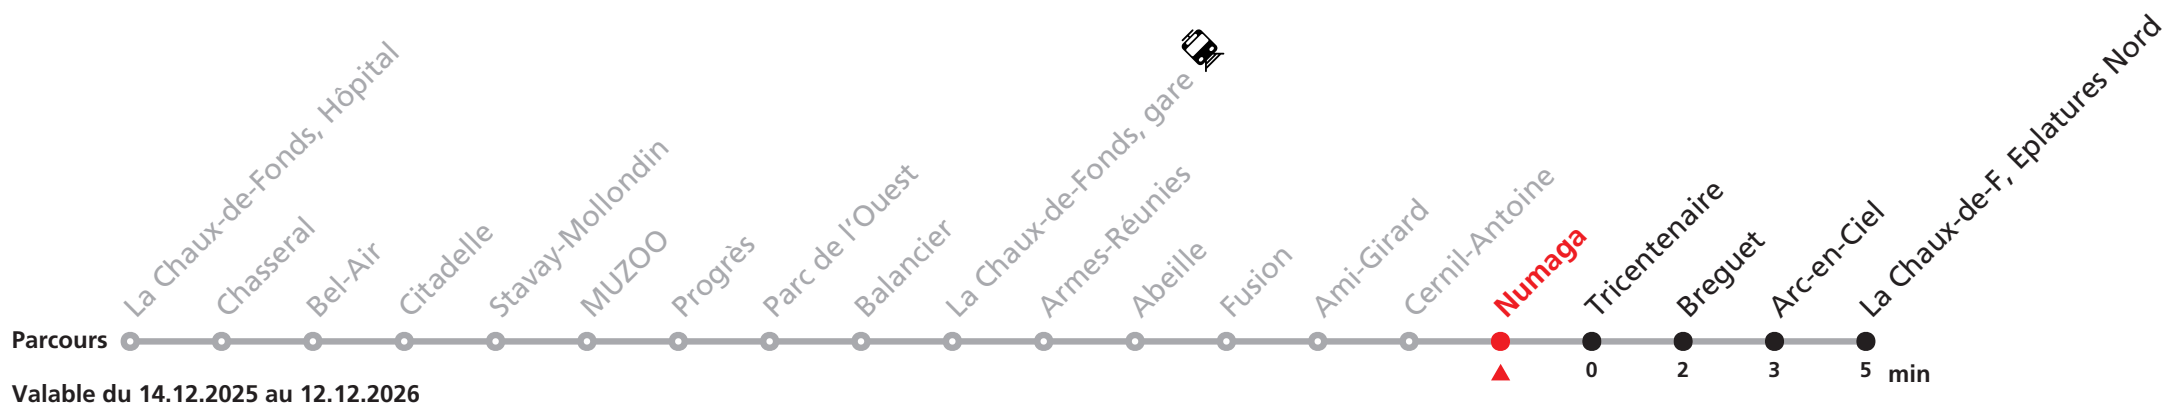 La Chaux-de-Fonds, Hôpital
Chasseral
Bel-Air
Citadelle
Stavay-Mollondin
MUZOO
Progrès
Parc de l'Ouest
Balancier
La Chaux-de-Fonds, gare
Armes-Réunies
Abeille
Fusion
Ami-Girard
Cernil-Antoine
Numaga
Tricentenaire
Breguet
Arc-en-Ciel
La Chaux-de-F, Eplatures Nord
Parcours
0 2 3 5 min
Valable du 14.12.2025 au 12.12.2026